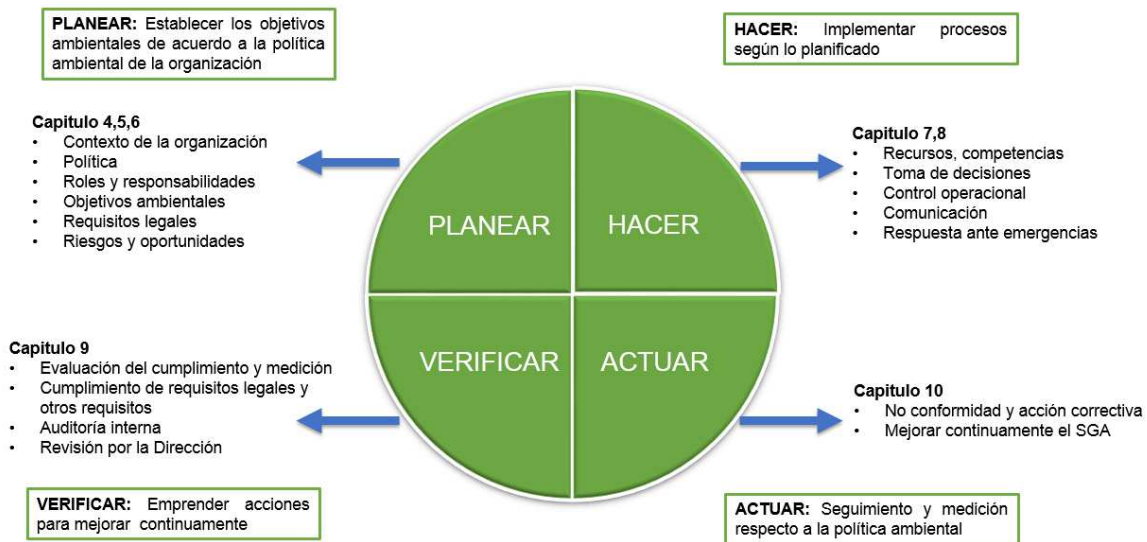 PLANEAR: Establecer los objetivos
ambientales de acuerdo a la política
ambiental de la organización
HACER: Implementar procesos
según lo planificado
Capitulo 4,5,6
• Contexto de la organización
• Política
• Roles y responsabilidades
• Objetivos ambientales
• Requisitos legales
• Riesgos y oportunidades
Capitulo 7,8
• Recursos, competencias
• Toma de decisiones
• Control operacional
• Comunicación
• Respuesta ante emergencias
PLANEAR
HACER
VERIFICAR
ACTUAR
Capitulo 9
• Evaluación del cumplimiento y medición
• Cumplimiento de requisitos legales y
otros requisitos
• Auditoría interna
• Revisión por la Dirección
Capitulo 10
• No conformidad y acción correctiva
• Mejorar continuamente el SGA
VERIFICAR: Emprender acciones
para mejorar continuamente
ACTUAR: Seguimiento y medición
respecto a la política ambiental